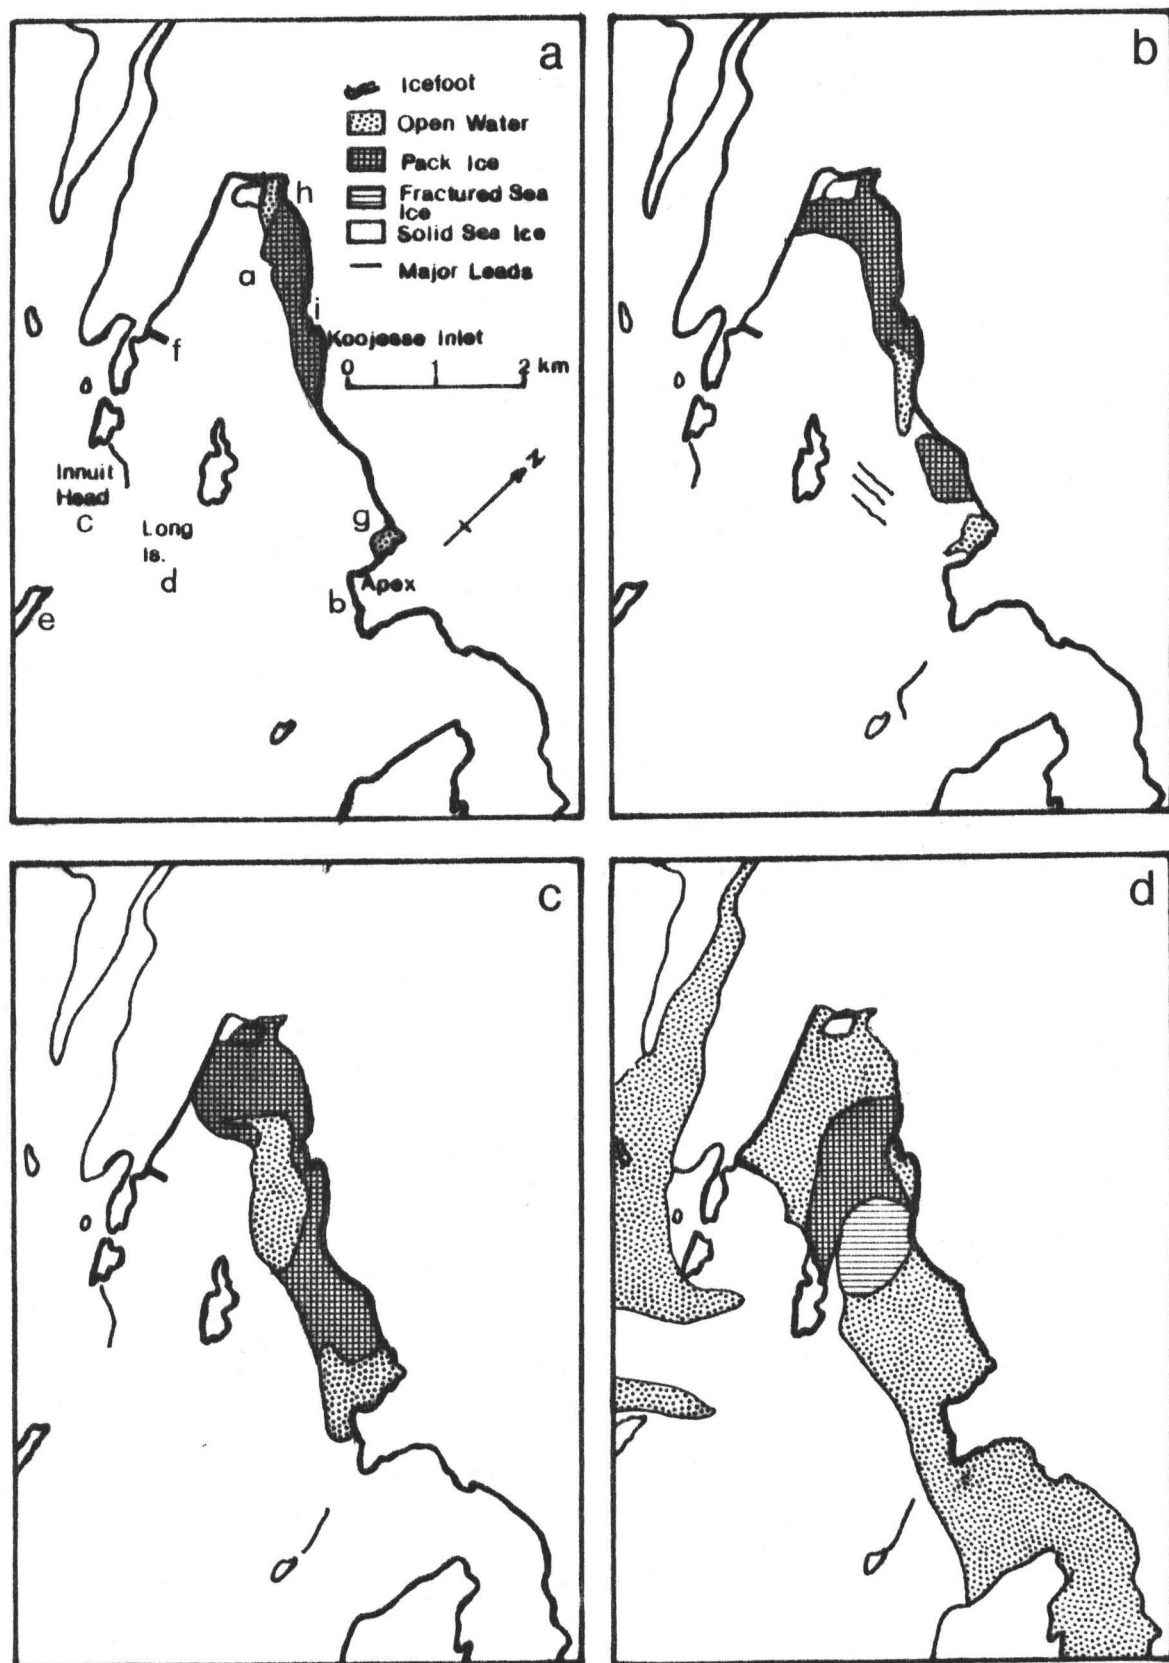 a
Icefoot
Open Water
Pack Ice
Fractured Sea
Ice
Solid Sea Ice
Major Leads
h
a
i
f
Koojesse Inlet
0 1 2 km
Innuit
Head
c
Long
Is.
d
e
g
N
Apex
b
b
c
d